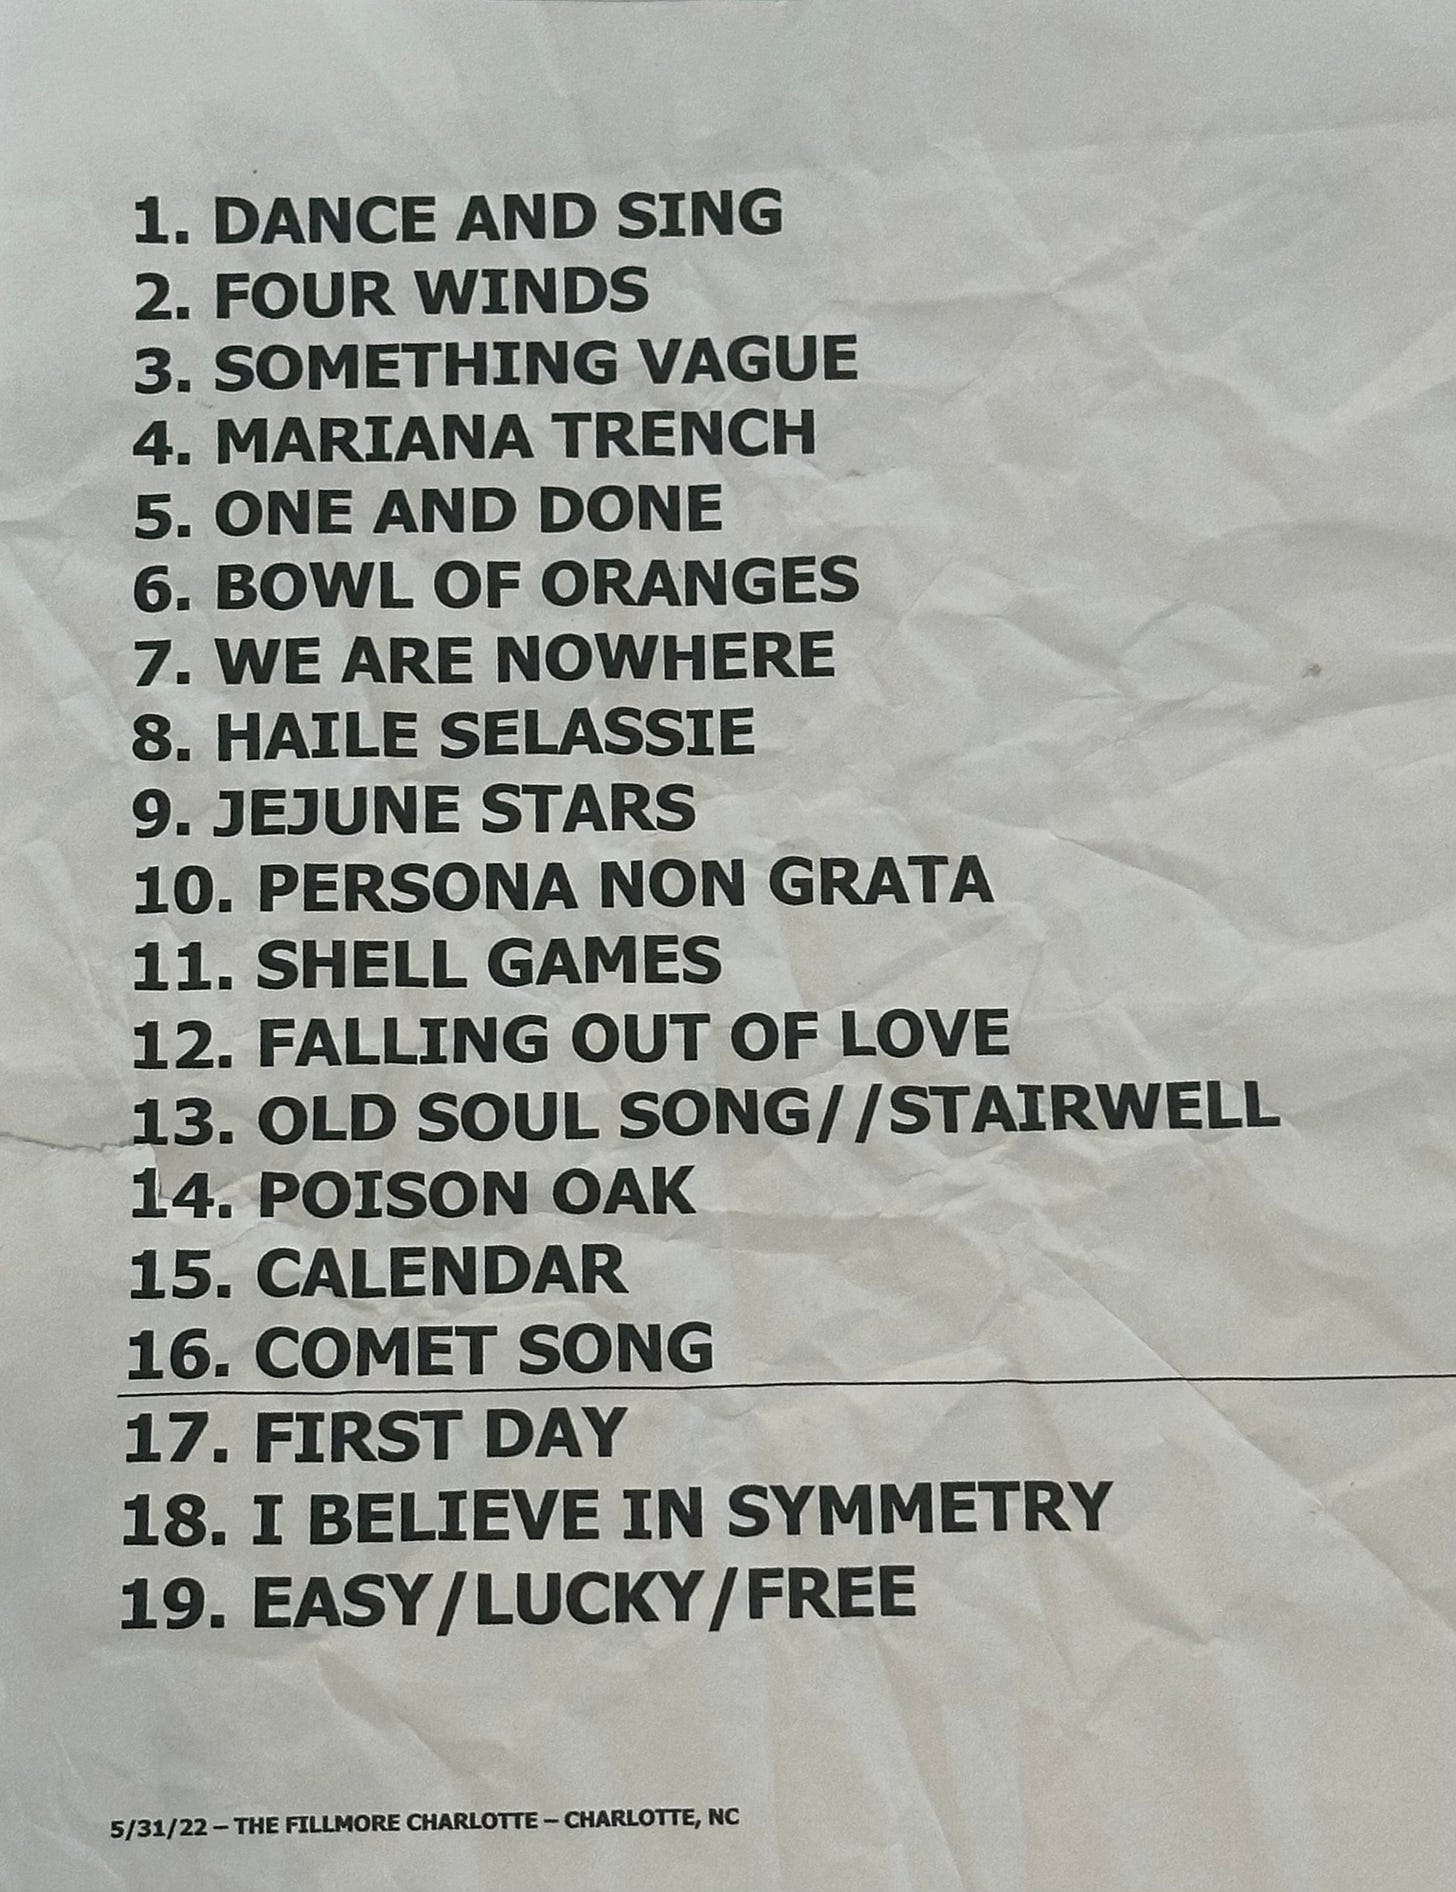 1. DANCE AND SING
2. FOUR WINDS
3. SOMETHING VAGUE
4. MARIANA TRENCH
5. ONE AND DONE
6. BOWL OF ORANGES
7. WE ARE NOWHERE
8. HAILE SELASSIE
9. JEJUNE STARS
10. PERSONA NON GRATA
11. SHELL GAMES
12. FALLING OUT OF LOVE
13. OLD SOUL SONG//STAIRWELL
14. POISON OAK
15. CALENDAR
16. COMET SONG
17. FIRST DAY
18. I BELIEVE IN SYMMETRY
19. EASY/LUCKY/FREE
5/31/22 – THE FILLMORE CHARLOTTE – CHARLOTTE, NC